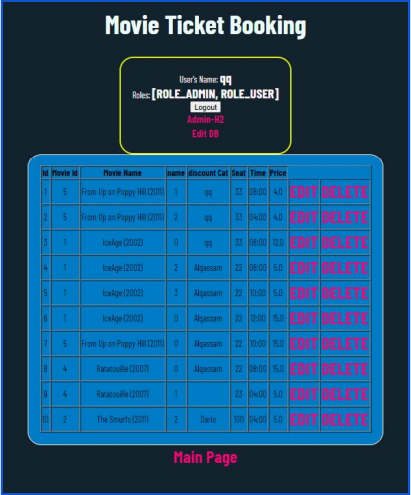 Movie Ticket Booking
User's Name: qq
Roles: [ROLE_ADMIN, ROLE_USER]
Logout
Admin-H2
Edit DB
Id Movie Id Movie Name name discount Cat Seat Time Price
1 5 From Up on Poppy Hill (2011) 1 qq 33 08:00 4.0 EDIT DELETE
2 5 From Up on Poppy Hill (2011) 2 qq 33 04:00 4.0 EDIT DELETE
3 1 IceAge (2002) 0 qq 33 08:00 12.0 EDIT DELETE
4 1 IceAge (2002) 2 Alqassam 22 08:00 5.0 EDIT DELETE
5 1 IceAge (2002) 3 Alqassam 22 10:00 5.0 EDIT DELETE
6 1 IceAge (2002) 0 Alqassam 22 12:00 15.0 EDIT DELETE
7 5 From Up on Poppy Hill (2011) 0 Alqassam 22 10:00 15.0 EDIT DELETE
8 4 Ratatouille (2007) 0 Alqassam 22 08:00 15.0 EDIT DELETE
9 4 Ratatouille (2007) 1 23 04:00 5.0 EDIT DELETE
10 2 The Smurfs (2011) 2 Dario 100 04:00 5.0 EDIT DELETE
Main Page